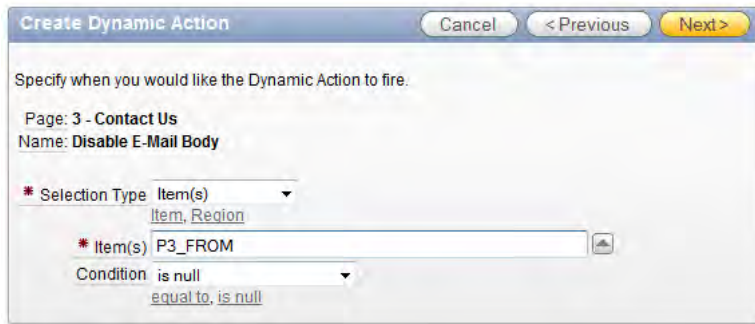 Create Dynamic Action
Cancel
< Previous
Next >
Specify when you would like the Dynamic Action to fire.
Page: 3 - Contact Us
Name: Disable E-Mail Body
* Selection Type Item(s)
Item, Region
* Item(s) P3_FROM
Condition is null
equal to, is null